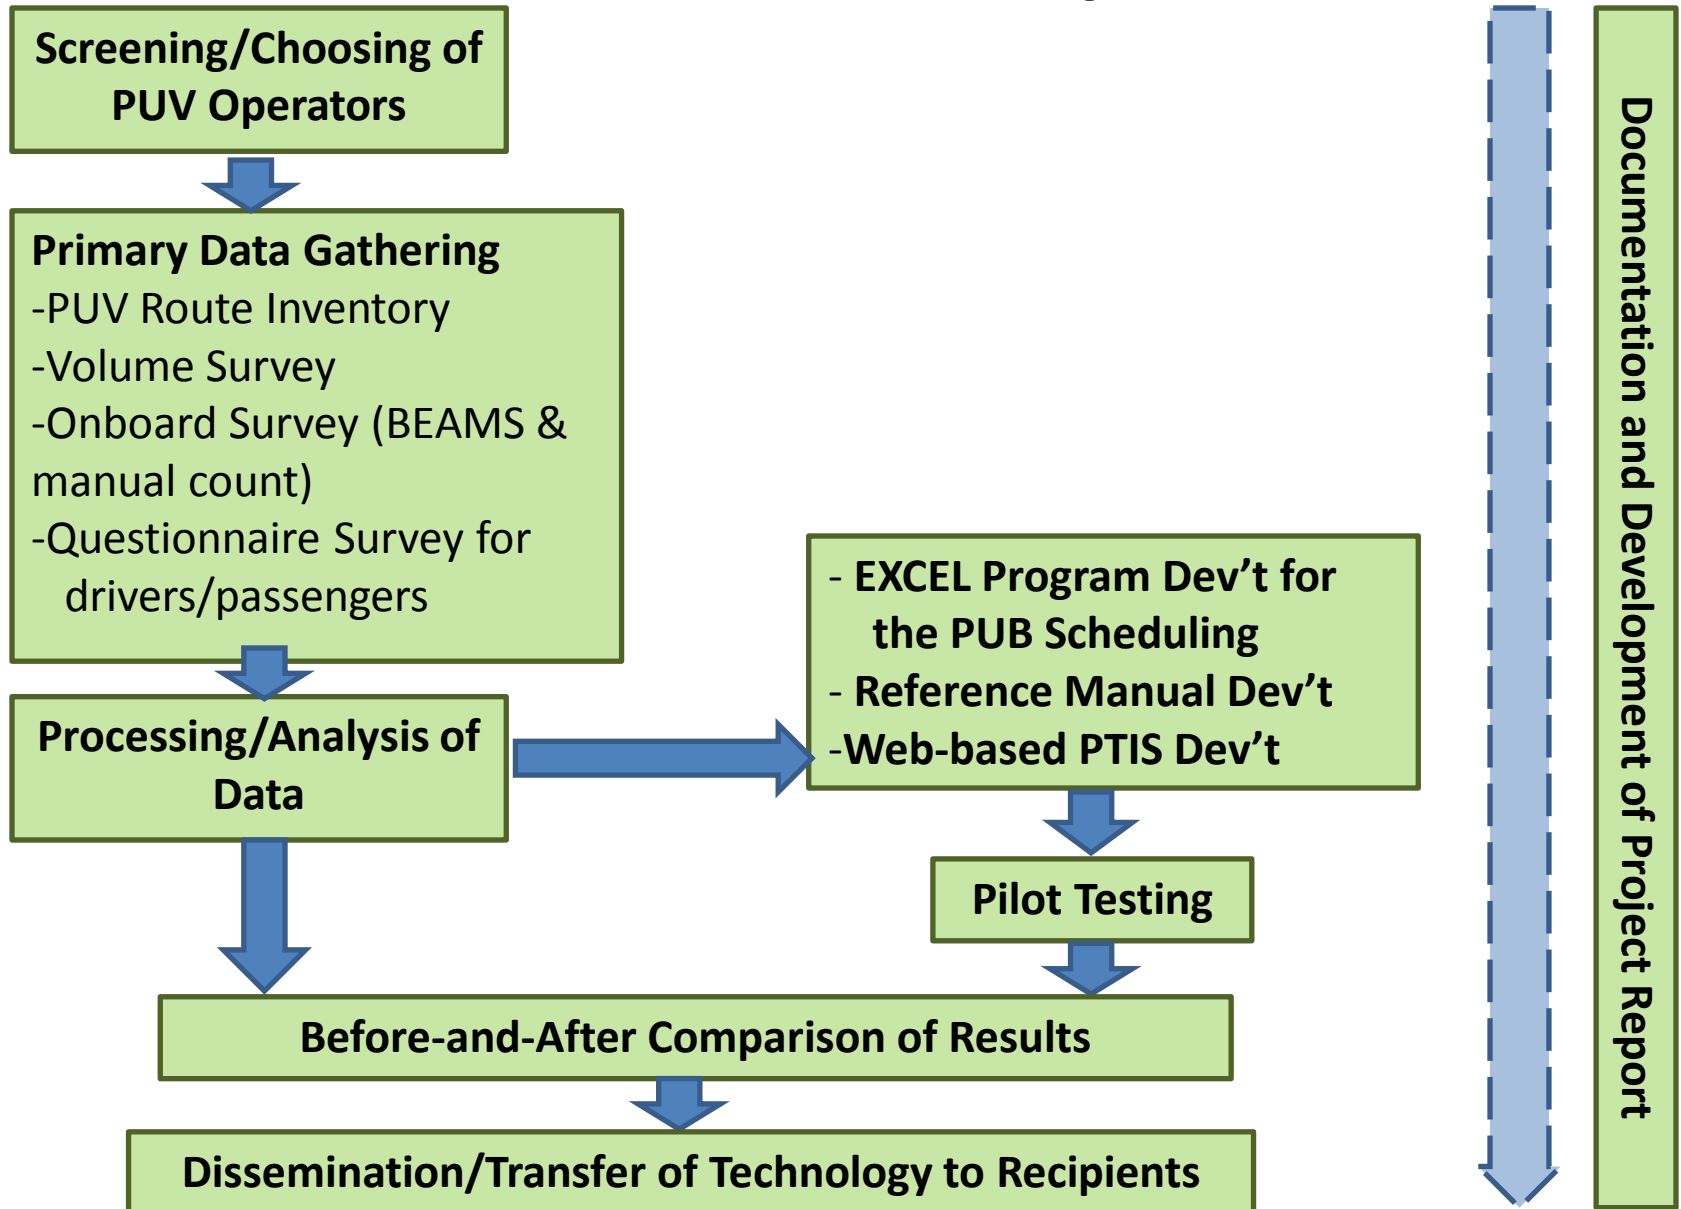 Screening/Choosing of
PUV Operators
Primary Data Gathering
-PUV Route Inventory
-Volume Survey
-Onboard Survey (BEAMS &
manual count)
-Questionnaire Survey for
drivers/passengers
Processing/Analysis of
Data
- EXCEL Program Dev’t for
the PUB Scheduling
- Reference Manual Dev’t
-Web-based PTIS Dev’t
Pilot Testing
Before-and-After Comparison of Results
Dissemination/Transfer of Technology to Recipients
Documentation and Development of Project Report